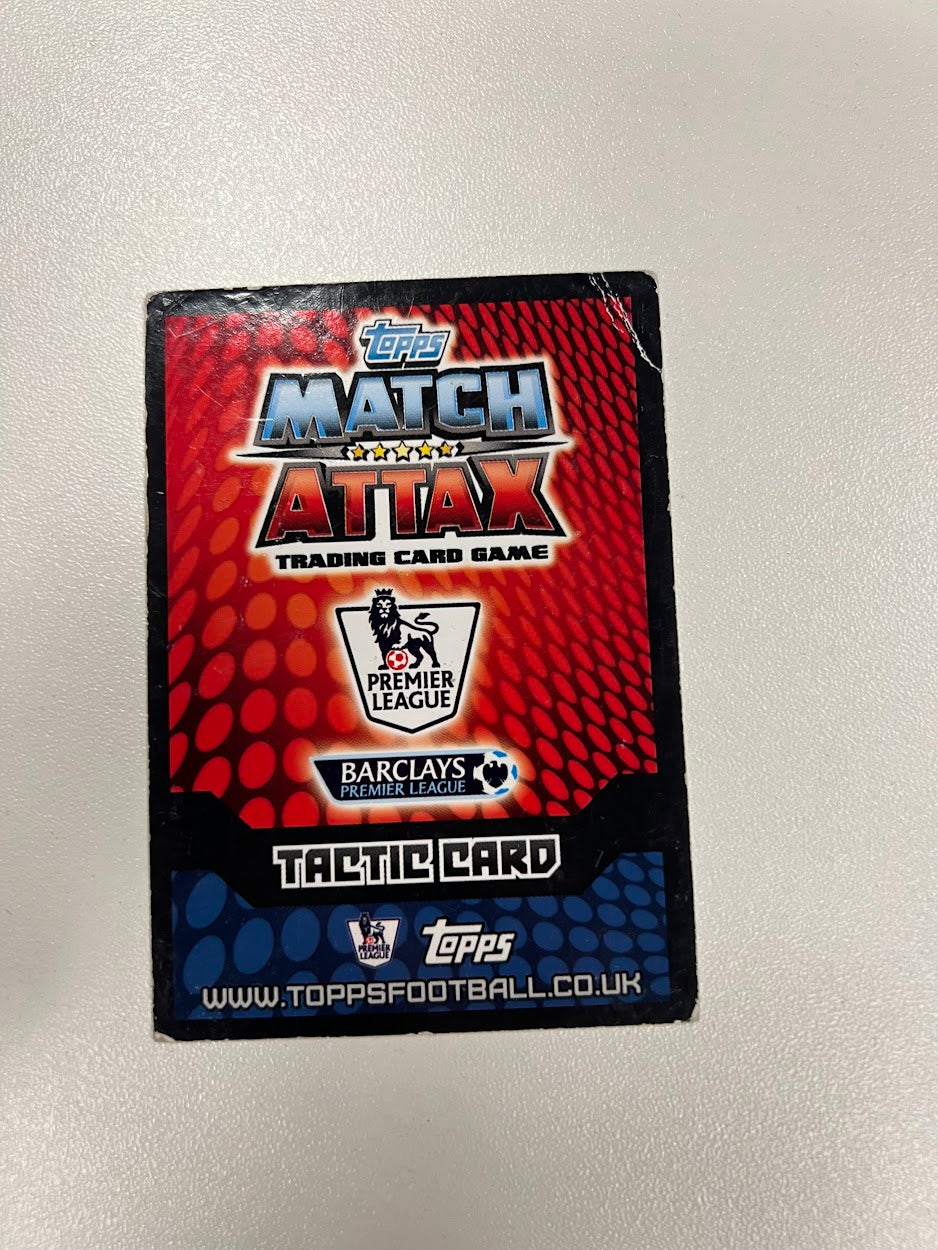 TOPPS
MATCH
ATTAX
TRADING CARD GAME
PREMIER
LEAGUE
BARCLAYS
PREMIER LEAGUE
TACTIC CARD
PREMIER
LEAGUE
TOPPS
WWW.TOPPSFOOTBALL.CO.UK